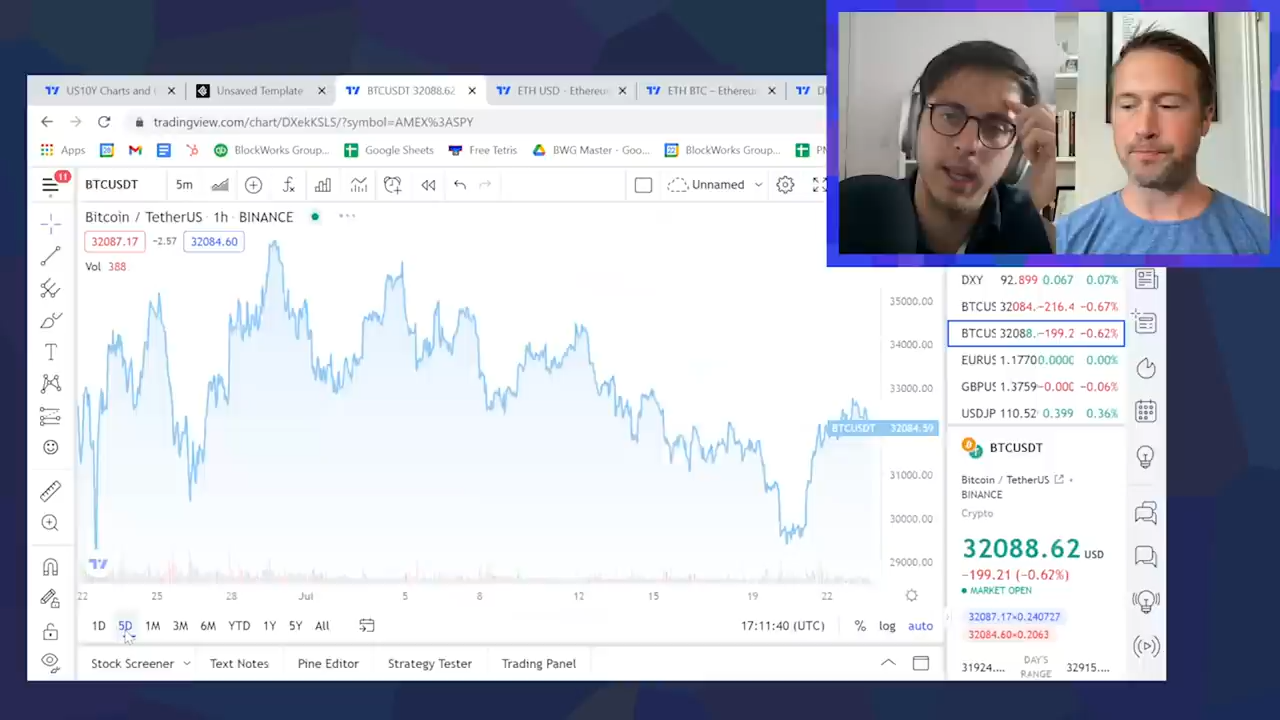 US10Y Charts and
Unsaved Template
BTCUSDT 32088.62
ETH USD – Ethereu
ETH BTC – Ethereu
tradingview.com/chart/DXekKSLS/?symbol=AMEX%3ASPY
Apps
BlockWorks Group...
Google Sheets
Free Tetris
BWG Master - Goo...
BlockWorks Group...
11
BTCUSDT
5m
Unnamed
Bitcoin / TetherUS · 1h · BINANCE
32087.17
−2.57
32084.60
Vol 388
35000.00
34000.00
33000.00
BTCUSDT 32084.59
31000.00
30000.00
29000.00
22
25
28
Jul
5
8
12
15
22
DXY 92.899 0.067 0.07%
BTCUS 32084. −216.4 −0.67%
BTCUS 32088. −199.2 −0.62%
EURUS 1.1770 0.000 0.00%
GBPUS 1.3759 −0.00 −0.06%
USDJP 110.52 0.399 0.36%
BTCUSDT
Bitcoin / TetherUS
BINANCE
Crypto
32088.62 USD
−199.21 (−0.62%)
MARKET OPEN
32087.17×0.240727
32084.60×0.2063
31924.... DAY'S RANGE 32915....
1D
5D
1M
3M
6M
YTD
1Y
5Y
All
17:11:40 (UTC)
%
log
auto
Stock Screener
Text Notes
Pine Editor
Strategy Tester
Trading Panel